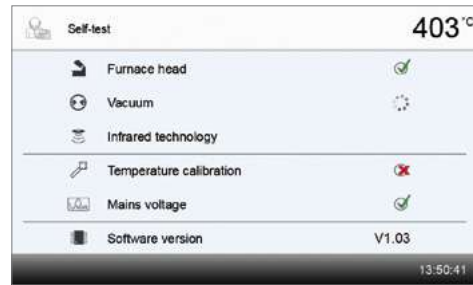 Self-test 403 °C
Furnace head
Vacuum
Infrared technology
Temperature calibration
Mains voltage
Software version V1.03
13:50:41